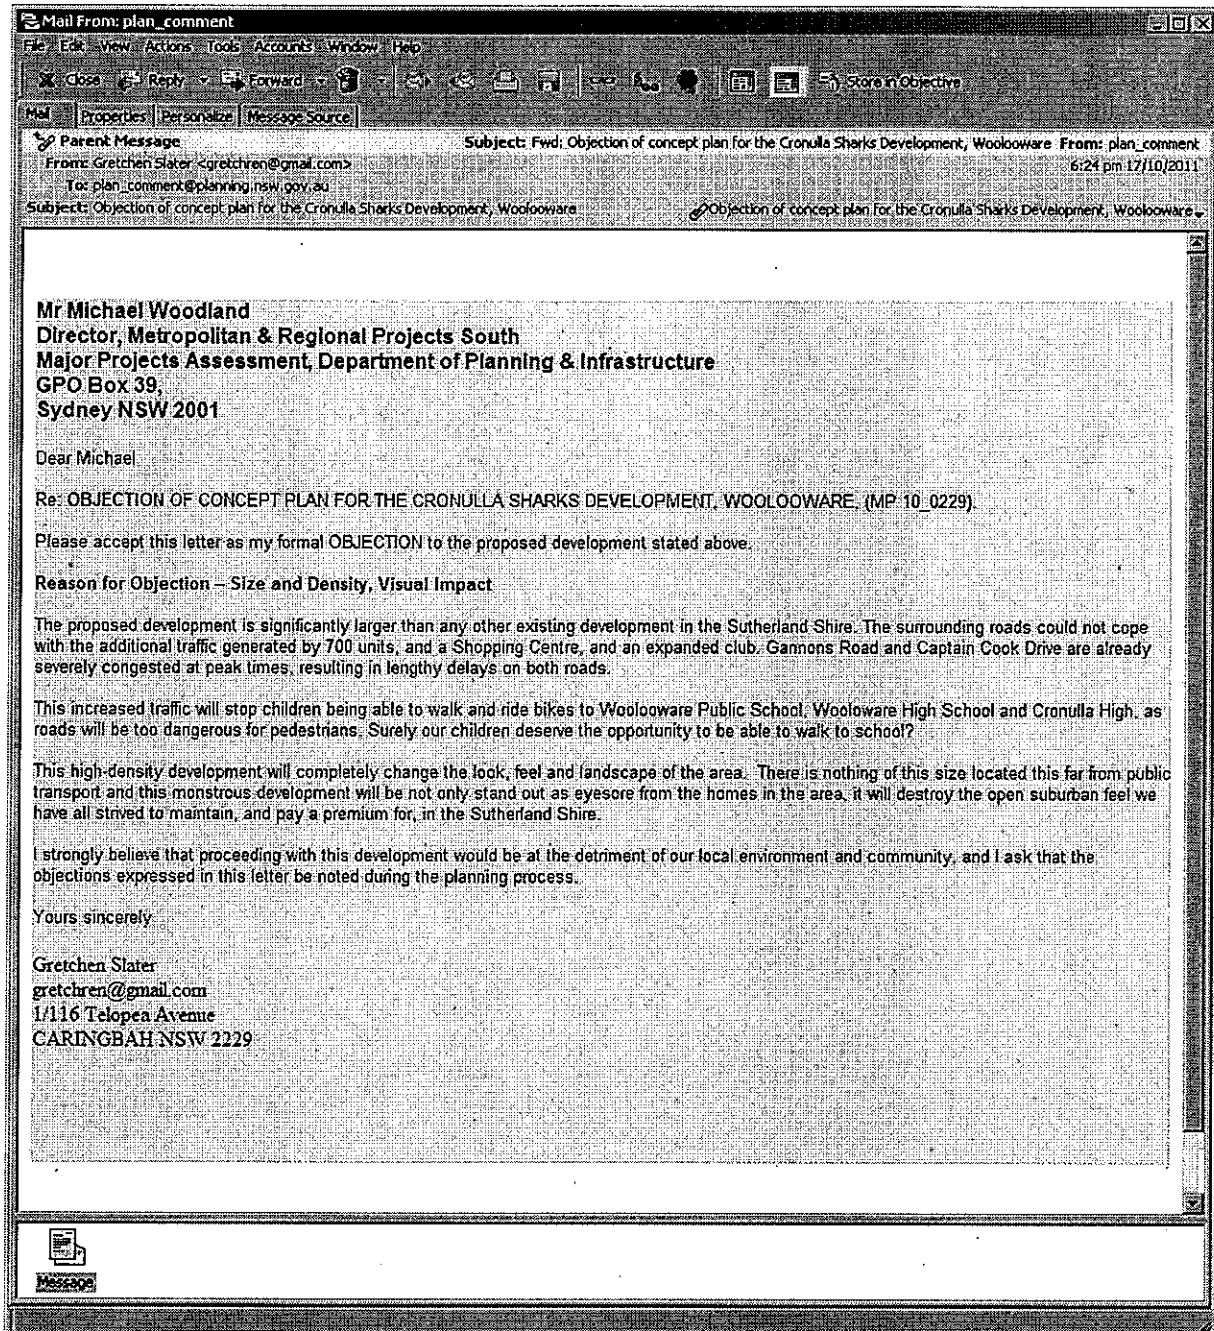 Mail From: plan_comment
File Edit View Actions Tools Accounts Window Help
Close Reply Forward Store in Objective
Mail Properties Personalize Message Source
Parent Message Subject: Fwd: Objection of concept plan for the Cronulla Sharks Development, Woolooware From: plan_comment
From: Gretchen Slater <gretchren@gmail.com> 6:24 pm 17/10/2011
To: plan_comment@planning.nsw.gov.au
Subject: Objection of concept plan for the Cronulla Sharks Development, Woolooware Objection of concept plan for the Cronulla Sharks Development, Woolooware
Mr Michael Woodland
Director, Metropolitan & Regional Projects South
Major Projects Assessment, Department of Planning & Infrastructure
GPO Box 39,
Sydney NSW 2001
Dear Michael
Re: OBJECTION OF CONCEPT PLAN FOR THE CRONULLA SHARKS DEVELOPMENT, WOOLOOWARE, (MP 10_0229).
Please accept this letter as my formal OBJECTION to the proposed development stated above.
Reason for Objection – Size and Density, Visual Impact
The proposed development is significantly larger than any other existing development in the Sutherland Shire. The surrounding roads could not cope
with the additional traffic generated by 700 units, and a Shopping Centre, and an expanded club. Gannons Road and Captain Cook Drive are already
severely congested at peak times, resulting in lengthy delays on both roads.
This increased traffic will stop children being able to walk and ride bikes to Woolooware Public School, Wooloware High School and Cronulla High, as
roads will be too dangerous for pedestrians. Surely our children deserve the opportunity to be able to walk to school?
This high-density development will completely change the look, feel and landscape of the area. There is nothing of this size located this far from public
transport and this monstrous development will be not only stand out as eyesore from the homes in the area, it will destroy the open suburban feel we
have all strived to maintain, and pay a premium for, in the Sutherland Shire.
I strongly believe that proceeding with this development would be at the detriment of our local environment and community, and I ask that the
objections expressed in this letter be noted during the planning process.
Yours sincerely
Gretchen Slater
gretchren@gmail.com
1/116 Telopea Avenue
CARINGBAH NSW 2229
Message